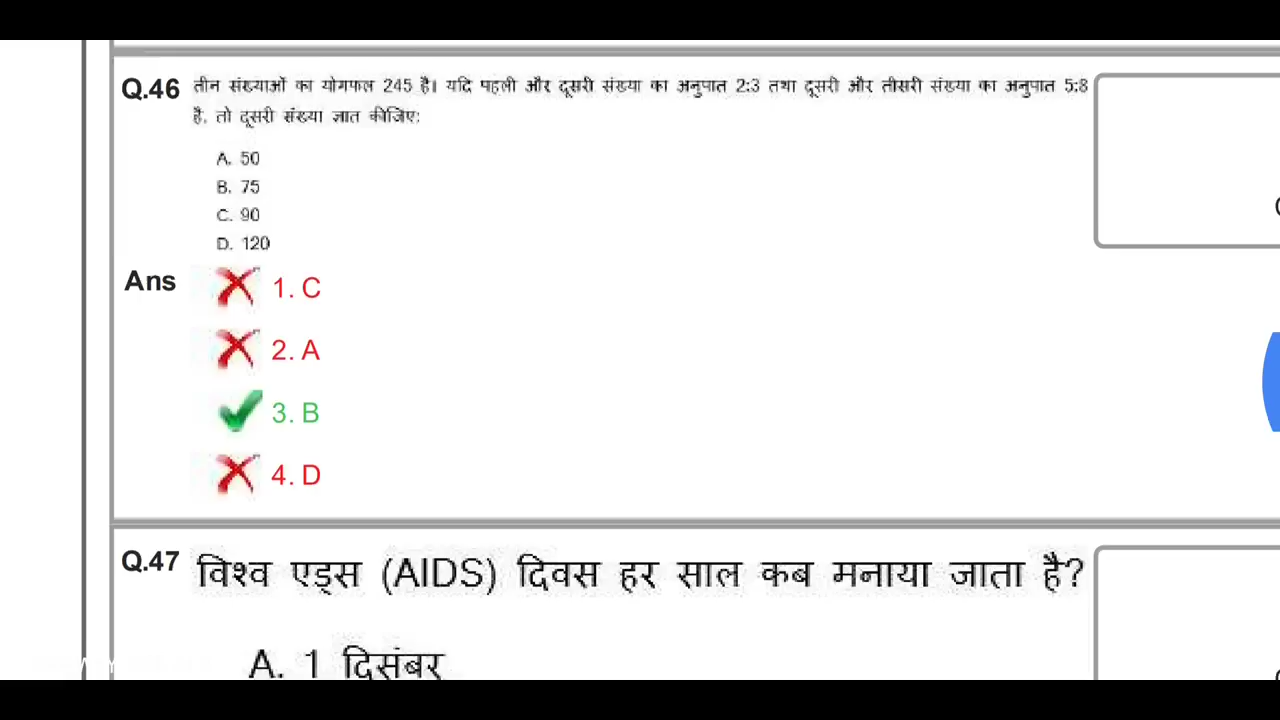 Q.46 तीन संख्याओं का योगफल 245 है। यदि पहली और दूसरी संख्या का अनुपात 2:3 तथा दूसरी और तीसरी संख्या का अनुपात 5:8
है, तो दूसरी संख्या ज्ञात कीजिए:
A. 50
B. 75
C. 90
D. 120
Ans 1. C
2. A
3. B
4. D
Q.47 विश्व एड्स (AIDS) दिवस हर साल कब मनाया जाता है?
A. 1 दिसंबर